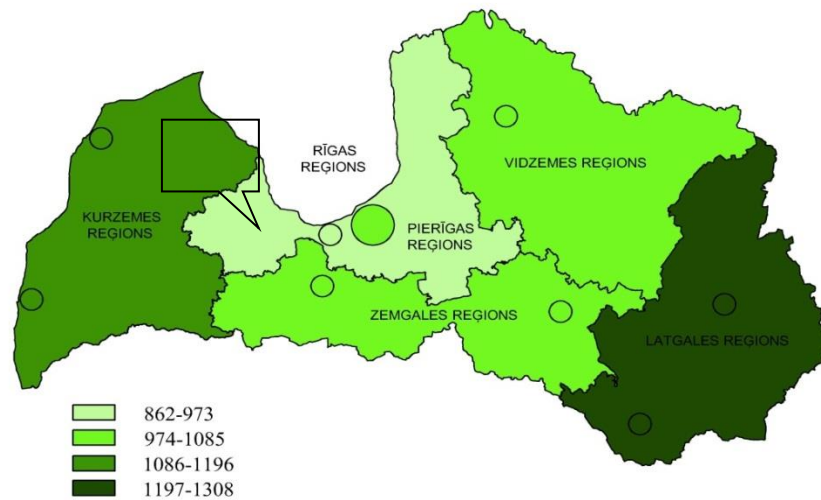 RĪGAS
REĢIONS
VIDZEMES REĢIONS
KURZEMES
REĢIONS
PIERĪGAS
REĢIONS
ZEMGALES REĢIONS
LATGALES REĢIONS
862-973
974-1085
1086-1196
1197-1308